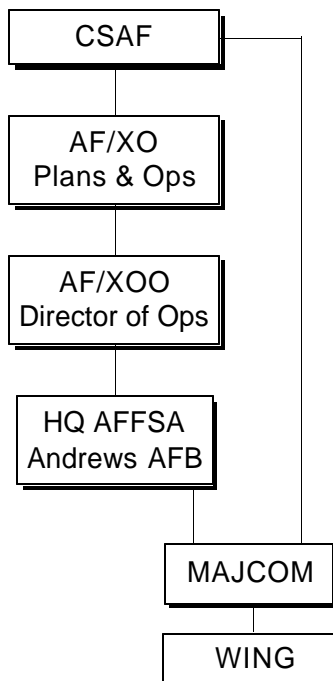 CSAF
AF/XO
Plans & Ops
AF/XOO
Director of Ops
HQ AFFSA
Andrews AFB
MAJCOM
WING